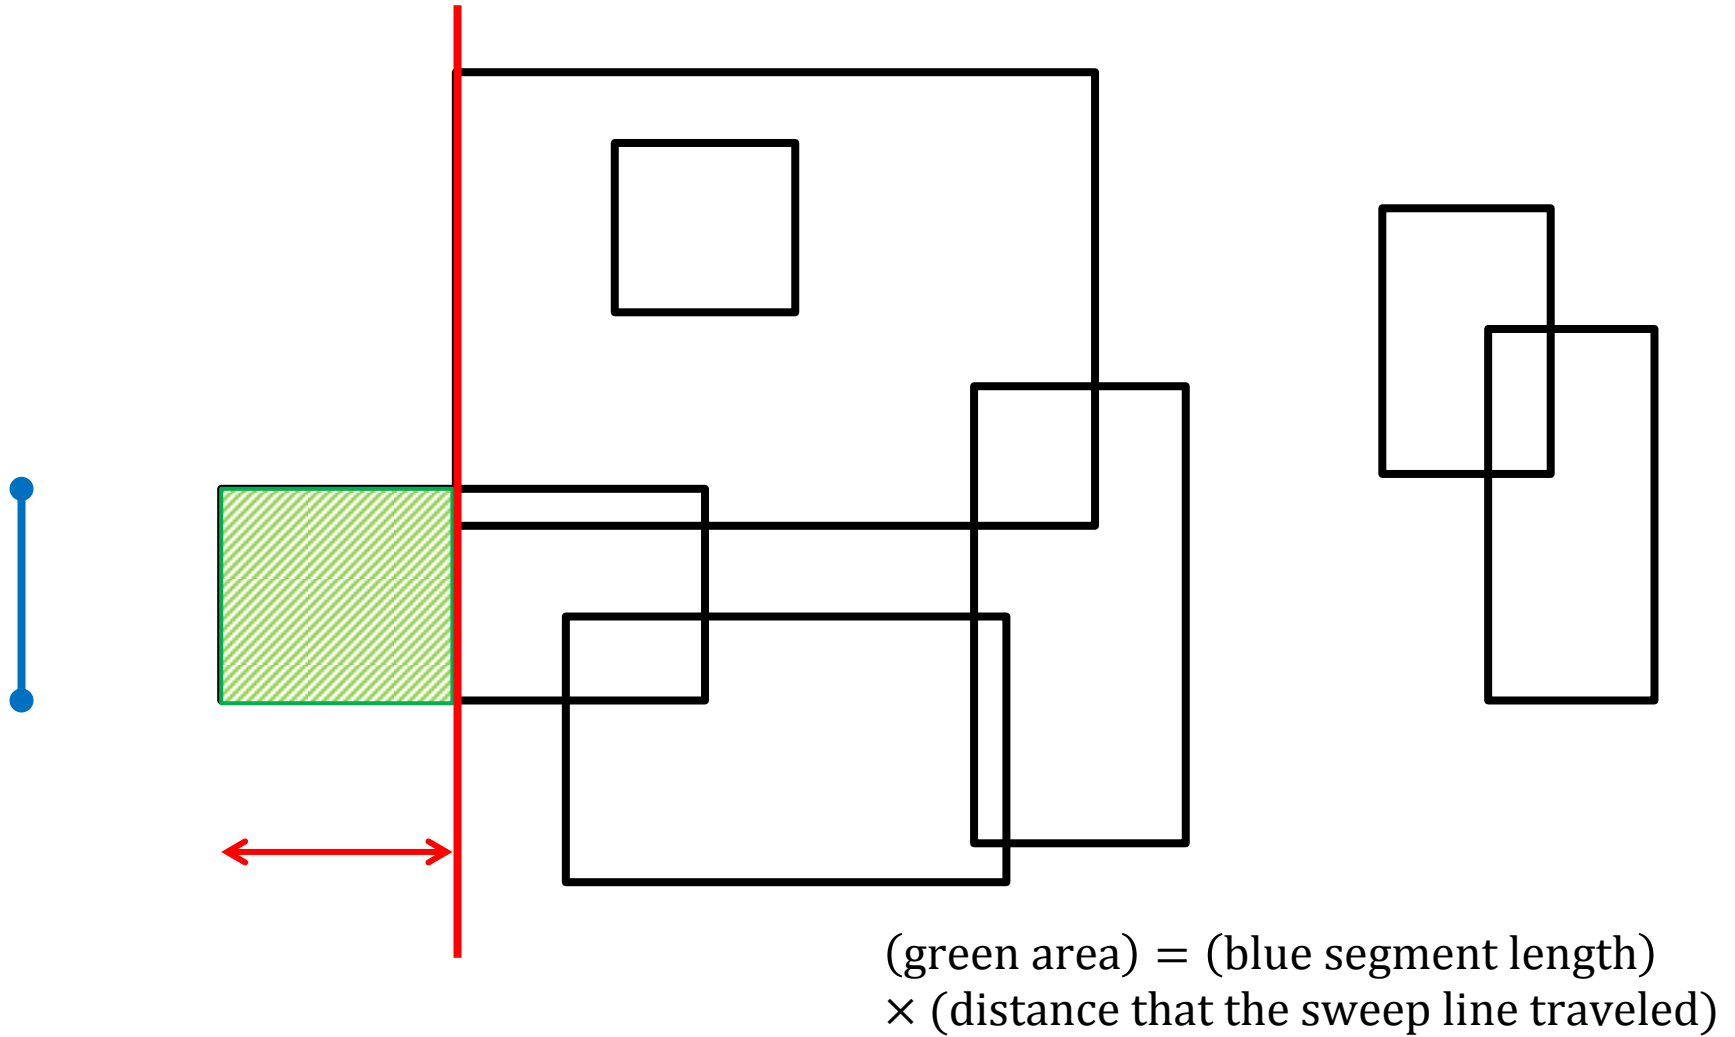 (green area) = (blue segment length)
× (distance that the sweep line traveled)